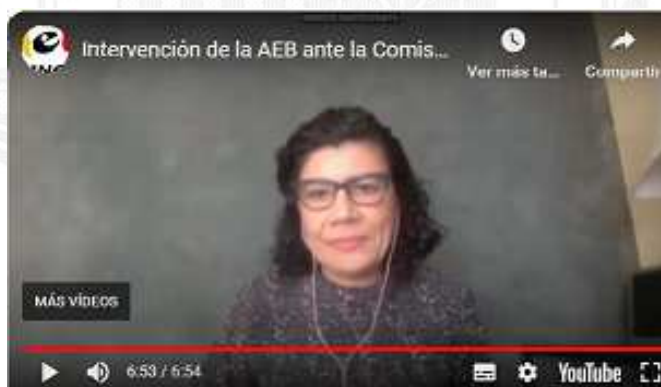 Intervención de la AEB ante la Comis...
Ver más ta...
Compartir
MÁS VÍDEOS
6:53 / 6:54
YouTube